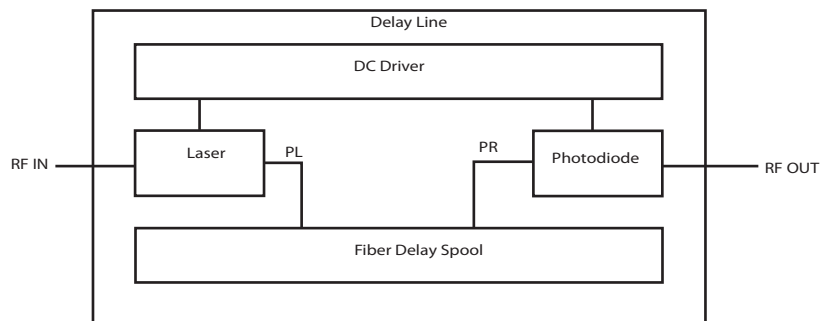 Delay Line
DC Driver
Laser
PL
PR
Photodiode
RF IN
RF OUT
Fiber Delay Spool